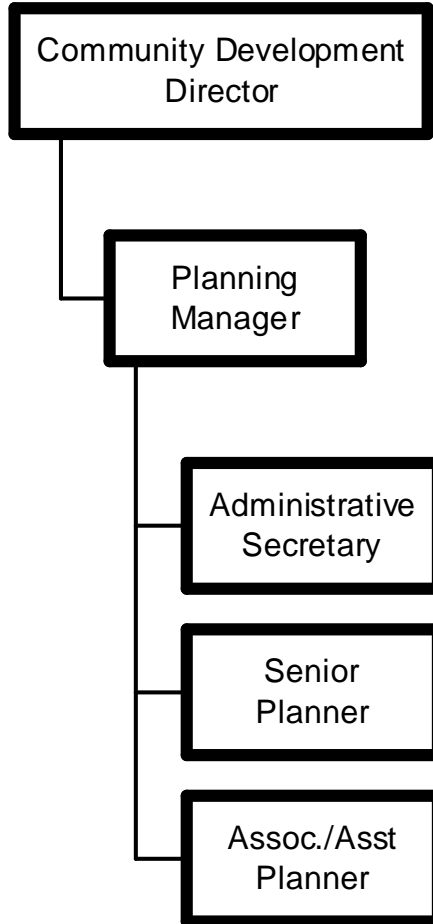 Community Development
Director
Planning
Manager
Administrative
Secretary
Senior
Planner
Assoc./Asst
Planner